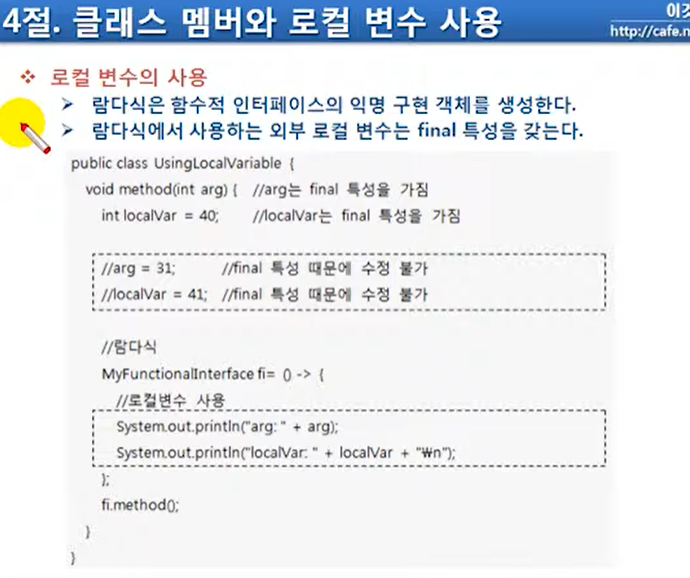 4절. 클래스 멤버와 로컬 변수 사용
이것
http://cafe.n
❖ 로컬 변수의 사용
➢ 람다식은 함수적 인터페이스의 익명 구현 객체를 생성한다.
➢ 람다식에서 사용하는 외부 로컬 변수는 final 특성을 갖는다.
public class UsingLocalVariable {
void method(int arg) { //arg는 final 특성을 가짐
int localVar = 40; //localVar는 final 특성을 가짐
//arg = 31; //final 특성 때문에 수정 불가
//localVar = 41; //final 특성 때문에 수정 불가
//람다식
MyFunctionalInterface fi= () -> {
//로컬변수 사용
System.out.println("arg: " + arg);
System.out.println("localVar: " + localVar + "₩n");
};
fi.method();
}
}